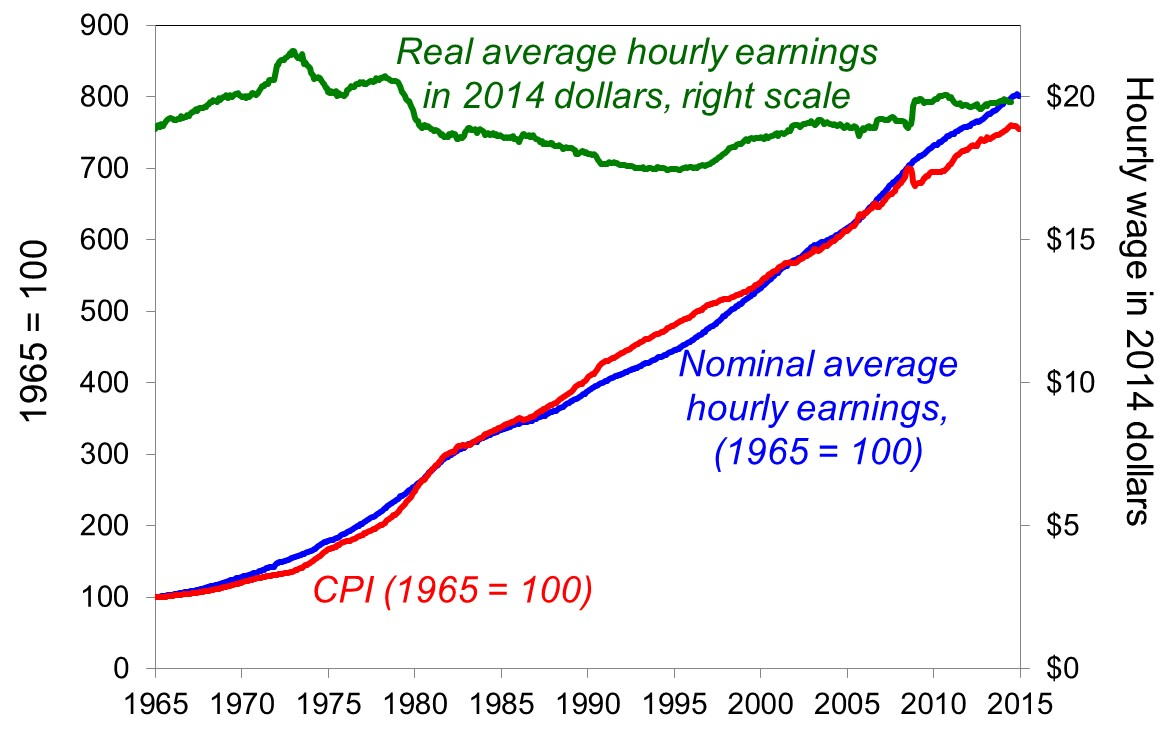 900
800
700
600
500
400
300
200
100
0
1965 = 100
Real average hourly earnings
in 2014 dollars, right scale
Nominal average
hourly earnings,
(1965 = 100)
CPI (1965 = 100)
$20
$15
$10
$5
$0
Hourly wage in 2014 dollars
1965 1970 1975 1980 1985 1990 1995 2000 2005 2010 2015